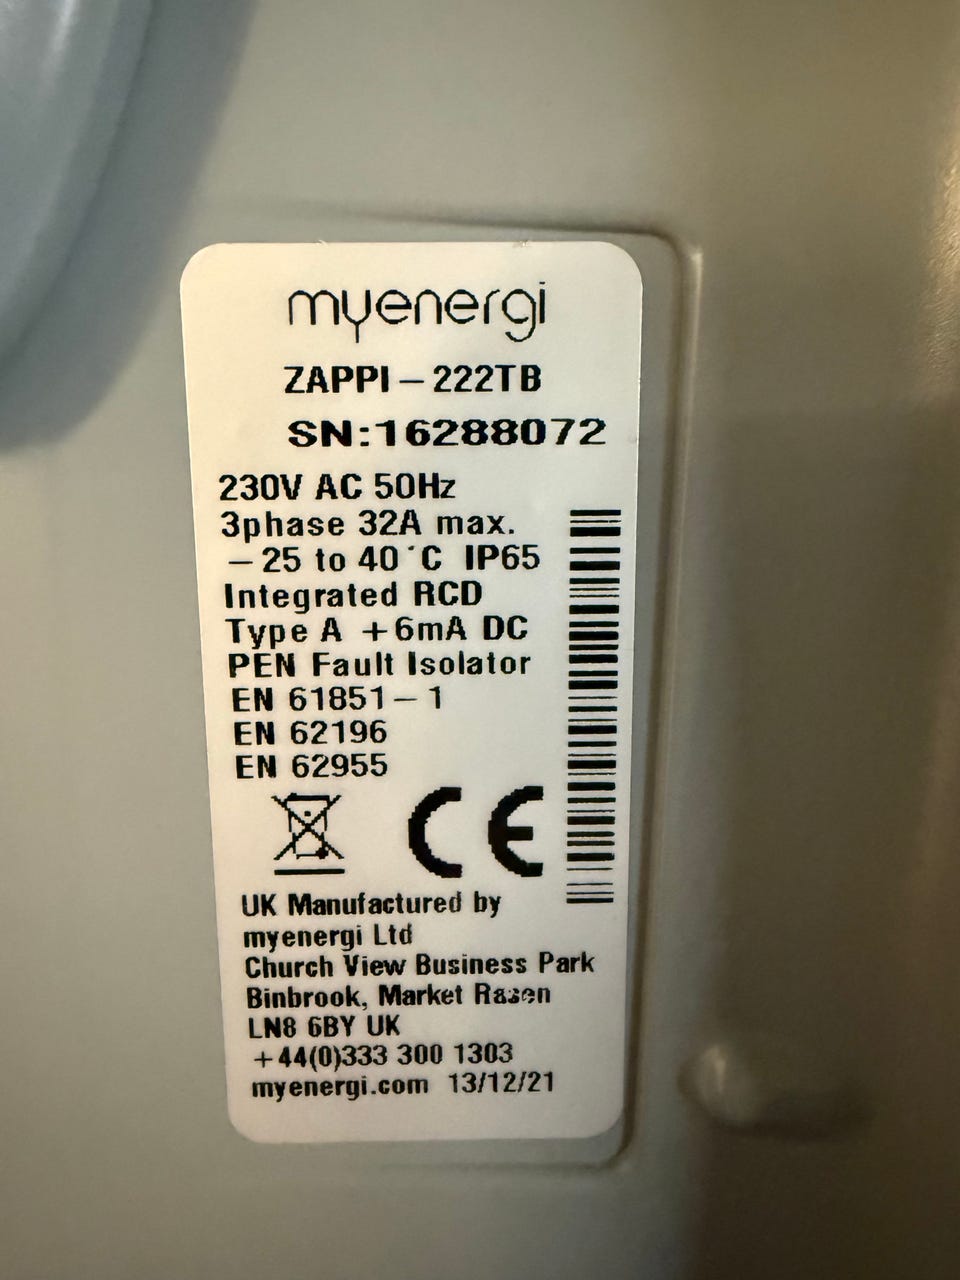 myenergi
ZAPPI – 222TB
SN:16288072
230V AC 50Hz
3phase 32A max.
– 25 to 40 °C IP65
Integrated RCD
Type A +6mA DC
PEN Fault Isolator
EN 61851 – 1
EN 62196
EN 62955
CE
UK Manufactured by
myenergi Ltd
Church View Business Park
Binbrook, Market Rasen
LN8 6BY UK
+44(0)333 300 1303
myenergi.com 13/12/21